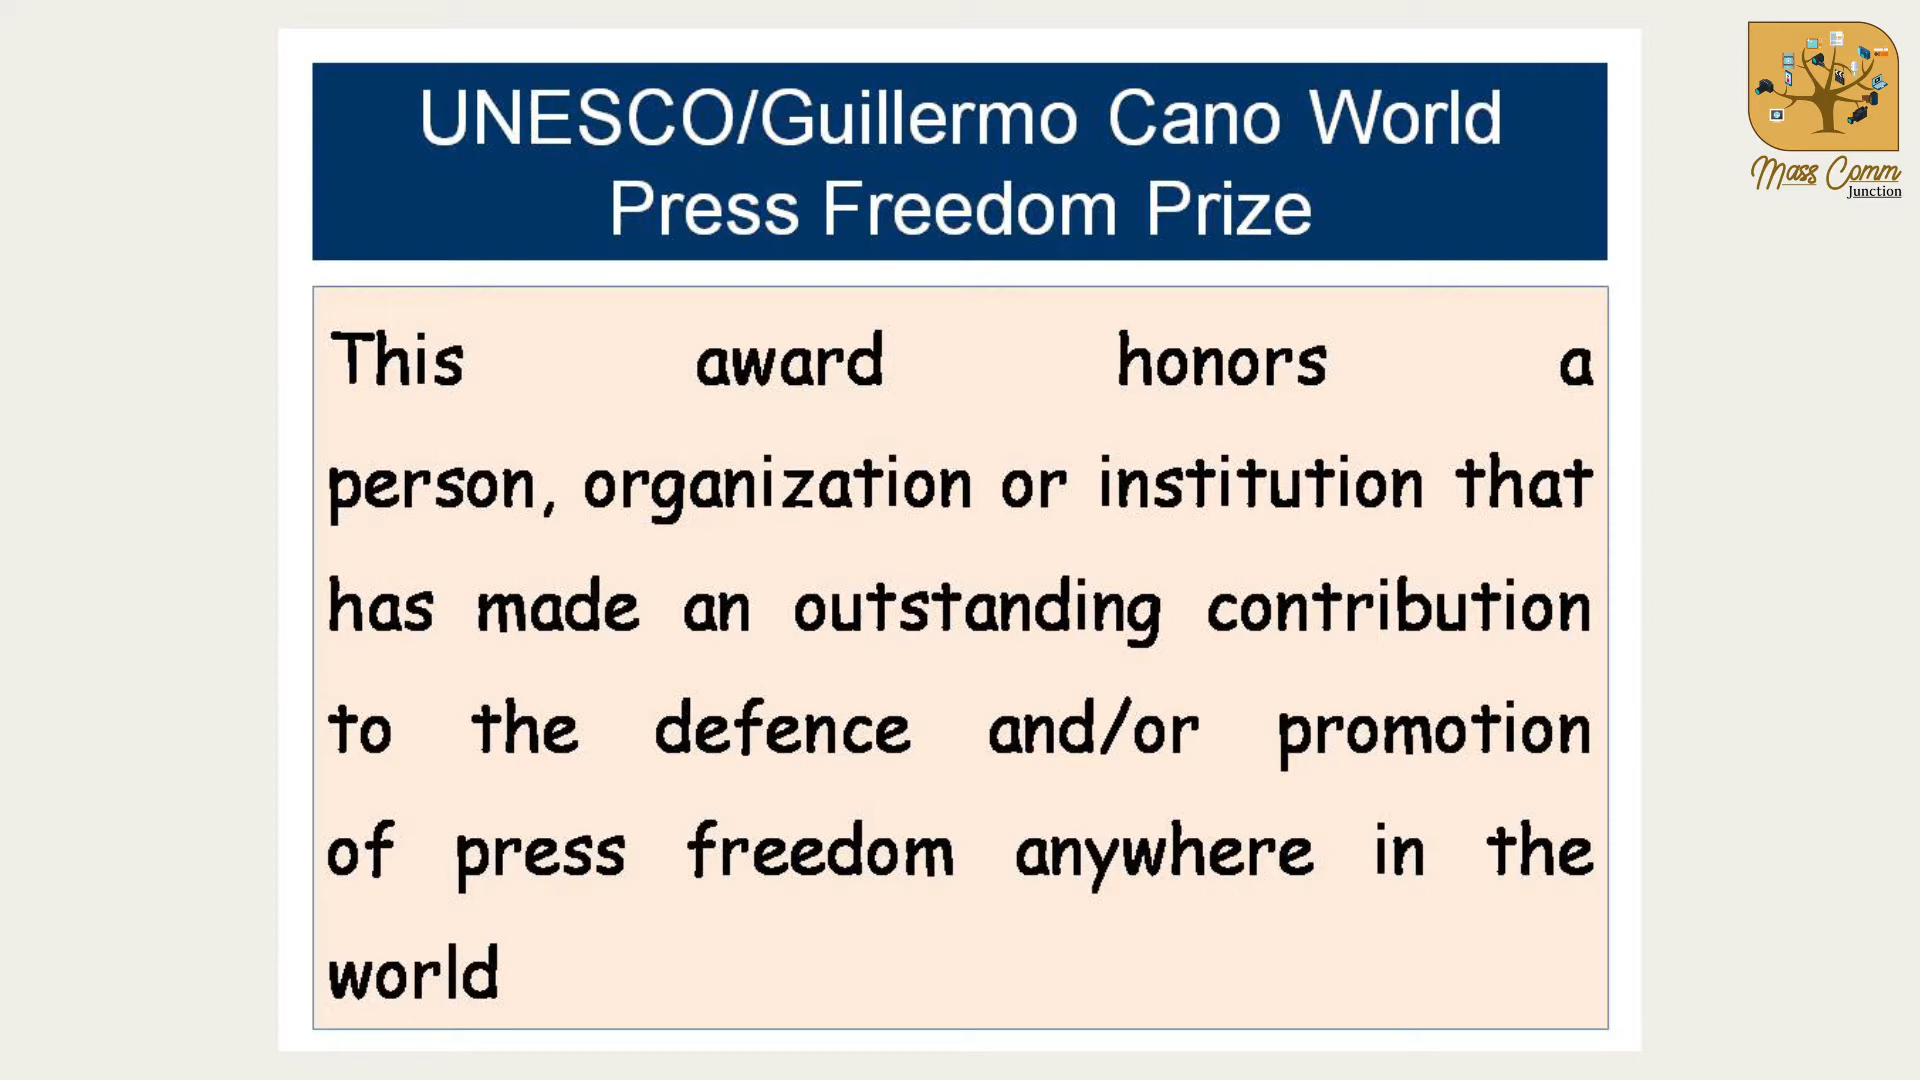 UNESCO/Guillermo Cano World
Press Freedom Prize
This award honors a
person, organization or institution that
has made an outstanding contribution
to the defence and/or promotion
of press freedom anywhere in the
world
Mass Comm
Junction